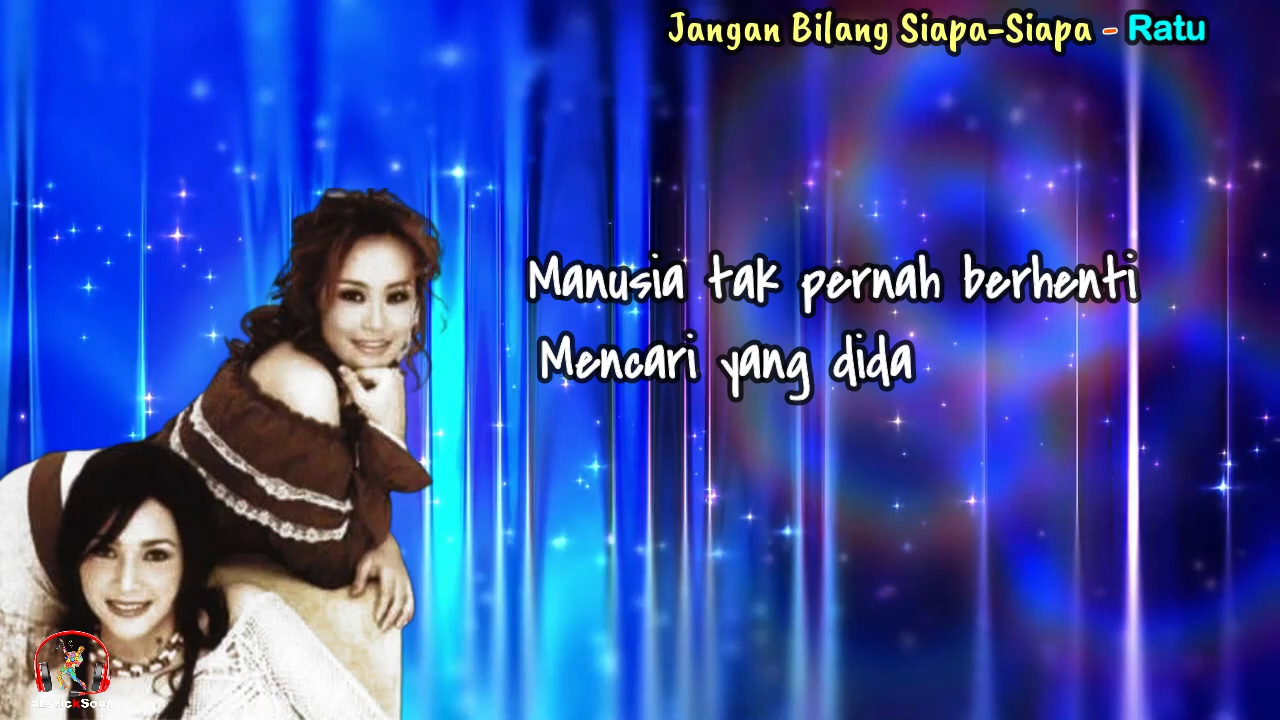 Jangan Bilang Siapa-Siapa - Ratu
Manusia tak pernah berhenti
Mencari yang dida